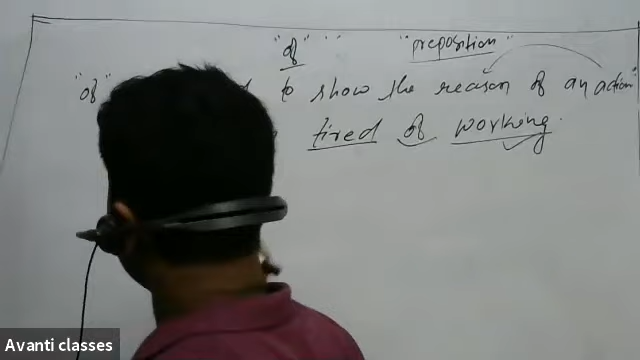 "of" " " "preposition"
"of" to show the reason of an action"
tired of working.
Avanti classes